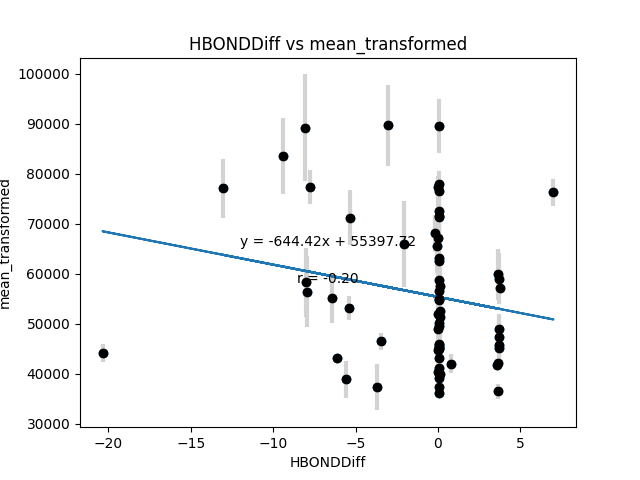 HBONDDiff vs mean_transformed
100000
90000
80000
70000
60000
50000
40000
30000
mean_transformed
y = -644.42x + 55397.72
r = -0.20
−20
−15
−10
−5
0
5
HBONDDiff